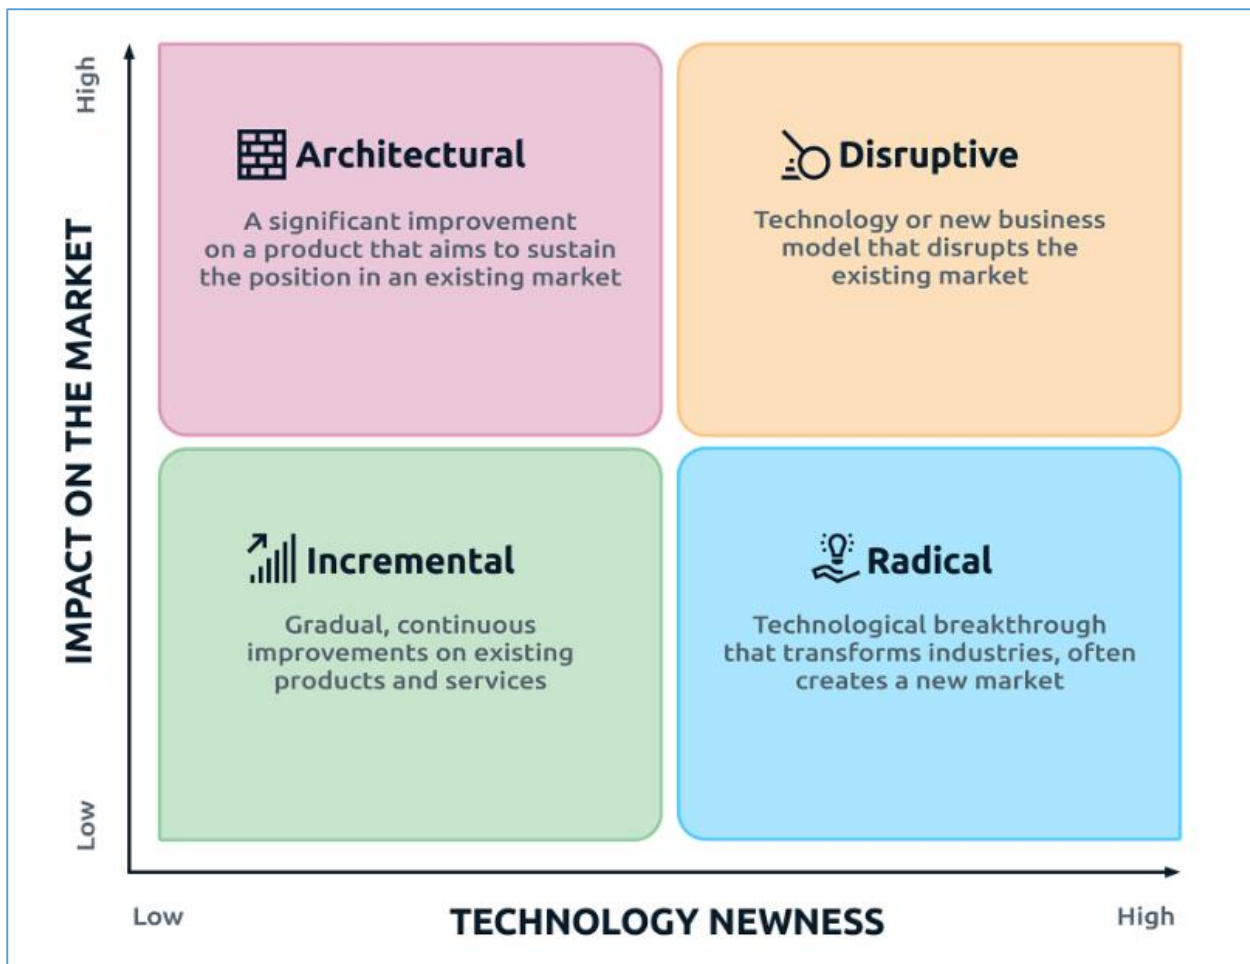 High
IMPACT ON THE MARKET
Low
Architectural
A significant improvement
on a product that aims to sustain
the position in an existing market
Disruptive
Technology or new business
model that disrupts the
existing market
Incremental
Gradual, continuous
improvements on existing
products and services
Radical
Technological breakthrough
that transforms industries, often
creates a new market
Low
TECHNOLOGY NEWNESS
High